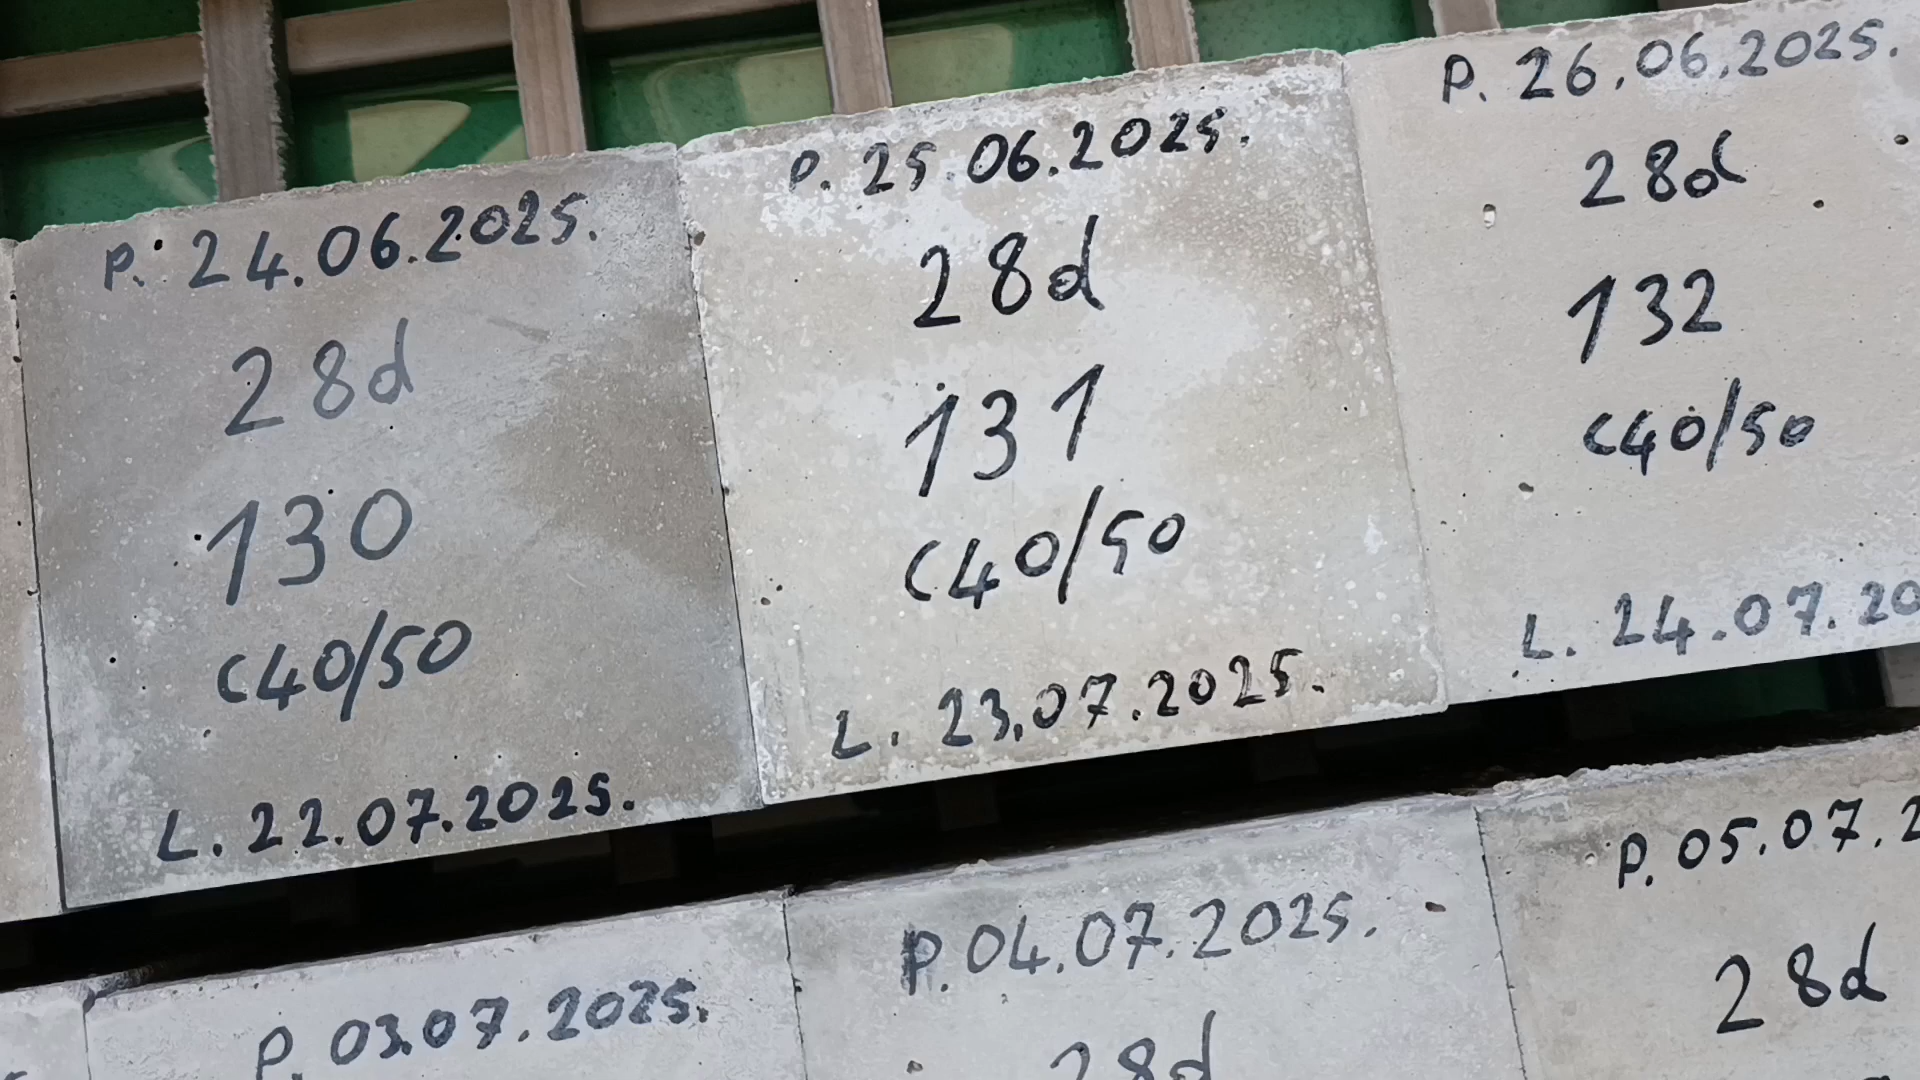 P. 24.06.2025.
28d
130
C40/50
L. 22.07.2025.
P. 25.06.2025.
28d
131
C40/50
L. 23.07.2025.
P. 26.06.2025.
28d
132
C40/50
L. 24.07.20
P. 03.07.2025.
P. 04.07.2025.
28d
P. 05.07.2
28d